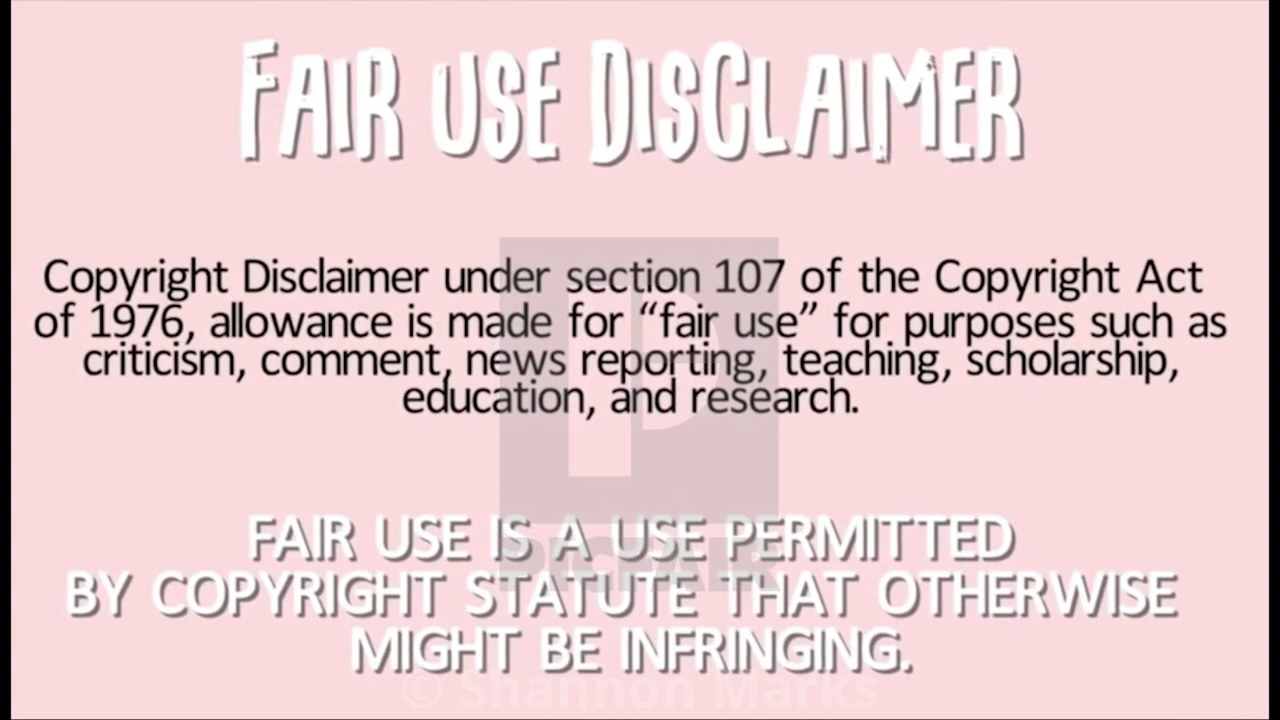 FAIR USE DISCLAIMER
Copyright Disclaimer under section 107 of the Copyright Act
of 1976, allowance is made for “fair use” for purposes such as
criticism, comment, news reporting, teaching, scholarship,
education, and research.
FAIR USE IS A USE PERMITTED
PICFAIR
BY COPYRIGHT STATUTE THAT OTHERWISE
MIGHT BE INFRINGING.
© Shannon Marks